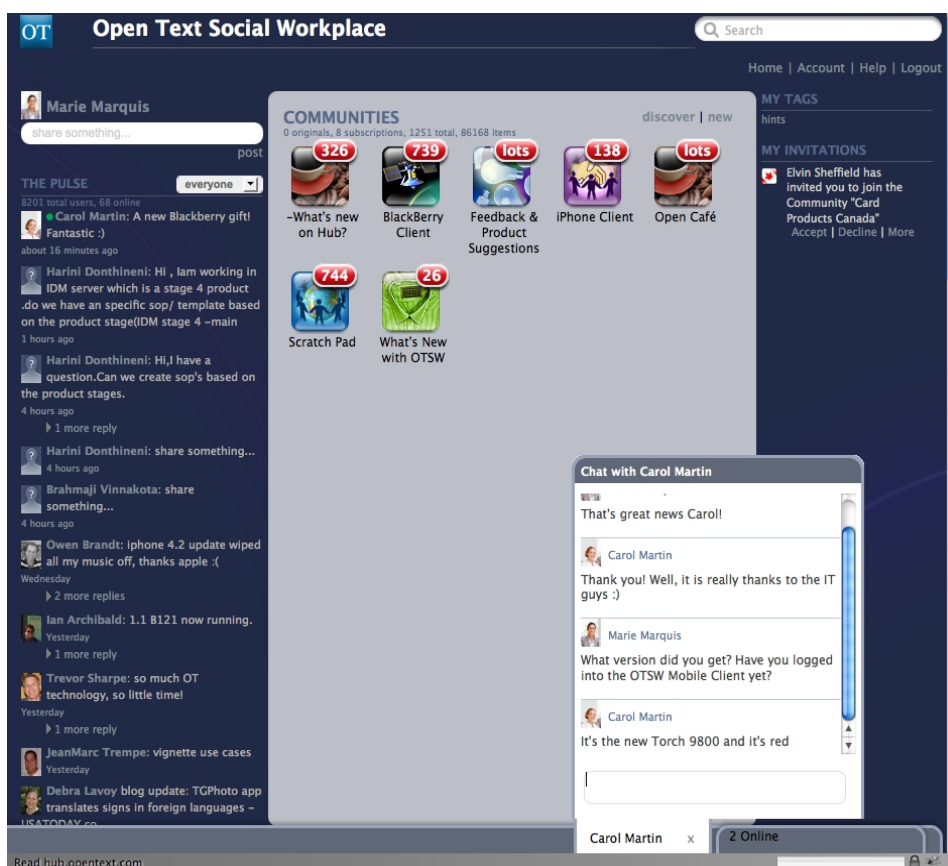 OT
Open Text Social Workplace
Search
Home | Account | Help | Logout
Marie Marquis
share something...
post
THE PULSE
everyone
8201 total users, 68 online
Carol Martin: A new Blackberry gift!
Fantastic :)
about 16 minutes ago
Harini Donthineni: Hi , Iam working in
IDM server which is a stage 4 product
.do we have an specific sop/ template based
on the product stage(IDM stage 4 -main
1 hours ago
Harini Donthineni: Hi,I have a
question.Can we create sop's based on
the product stages.
4 hours ago
1 more reply
Harini Donthineni: share something...
4 hours ago
Brahmaji Vinnakota: share
something...
4 hours ago
Owen Brandt: iphone 4.2 update wiped
all my music off, thanks apple :(
Wednesday
2 more replies
Ian Archibald: 1.1 B121 now running.
Yesterday
1 more reply
Trevor Sharpe: so much OT
technology, so little time!
Yesterday
1 more reply
JeanMarc Trempe: vignette use cases
Yesterday
Debra Lavoy blog update: TGPhoto app
translates signs in foreign languages -
USATODAY.co
COMMUNITIES
discover | new
0 originals, 8 subscriptions, 1251 total, 86168 items
326
739
lots
138
lots
-What's new
on Hub?
BlackBerry
Client
Feedback &
Product
Suggestions
iPhone Client
Open Café
744
26
Scratch Pad
What's New
with OTSW
MY TAGS
hints
MY INVITATIONS
Elvin Sheffield has
invited you to join the
Community "Card
Products Canada"
Accept | Decline | More
Chat with Carol Martin
That's great news Carol!
Carol Martin
Thank you! Well, it is really thanks to the IT
guys :)
Marie Marquis
What version did you get? Have you logged
into the OTSW Mobile Client yet?
Carol Martin
It's the new Torch 9800 and it's red
Carol Martin x
2 Online
Read hub.opentext.com